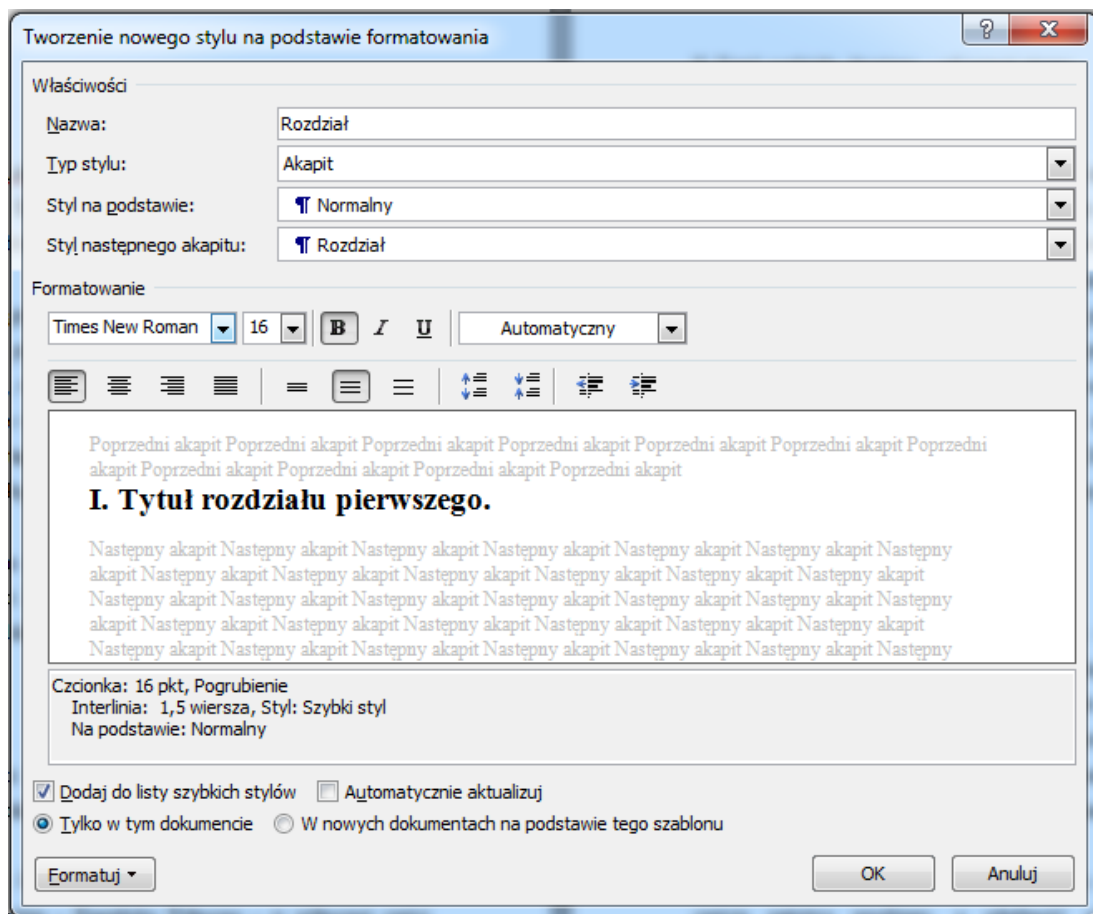 Tworzenie nowego stylu na podstawie formatowania
Właściwości
Nazwa: Rozdział
Typ stylu: Akapit
Styl na podstawie: ¶ Normalny
Styl następnego akapitu: ¶ Rozdział
Formatowanie
Times New Roman 16 B I U Automatyczny
Poprzedni akapit Poprzedni akapit Poprzedni akapit Poprzedni akapit Poprzedni akapit Poprzedni akapit Poprzedni
akapit Poprzedni akapit Poprzedni akapit Poprzedni akapit Poprzedni akapit
I. Tytuł rozdziału pierwszego.
Następny akapit Następny akapit Następny akapit Następny akapit Następny akapit Następny akapit Następny
akapit Następny akapit Następny akapit Następny akapit Następny akapit Następny akapit
Następny akapit Następny akapit Następny akapit Następny akapit Następny akapit Następny akapit Następny
akapit Następny akapit Następny akapit Następny akapit Następny akapit Następny akapit
Następny akapit Następny akapit Następny akapit Następny akapit Następny akapit Następny akapit Następny
Czcionka: 16 pkt, Pogrubienie
Interlinia: 1,5 wiersza, Styl: Szybki styl
Na podstawie: Normalny
Dodaj do listy szybkich stylów Automatycznie aktualizuj
Tylko w tym dokumencie W nowych dokumentach na podstawie tego szablonu
Formatuj OK Anuluj